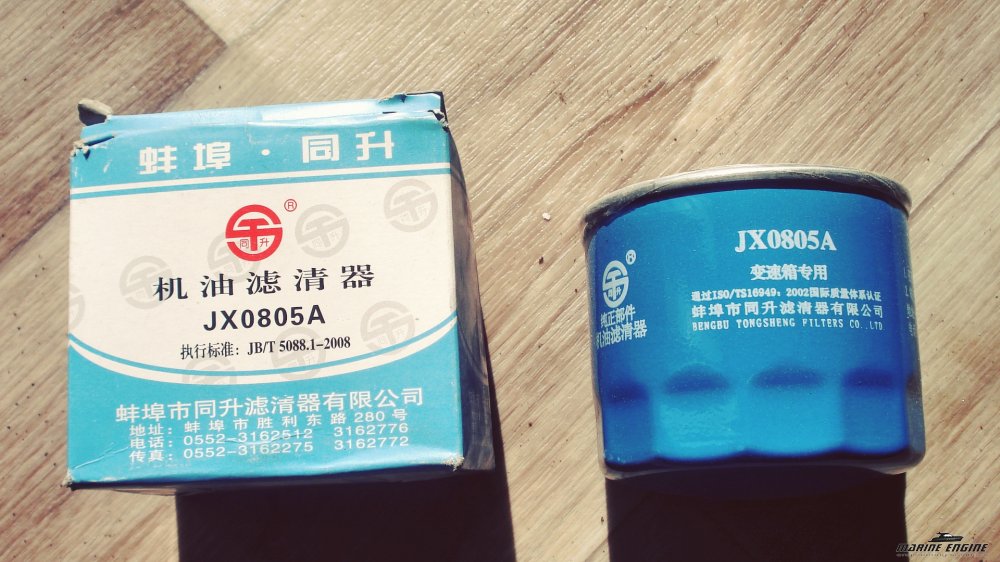 蚌埠·同升
®
同升
机油滤清器
JX0805A
执行标准：JB/T 5088.1-2008
蚌埠市同升滤清器有限公司
地址：蚌埠市胜利东路280号
电话：0552-3162512 3162776
传真：0552-3162275 3162772
JX0805A
变速箱专用
通过ISO/TS16949：2002国际质量体系认证
蚌埠市同升滤清器有限公司
BENGBU TONGSHENG FILTERS CO.,LTD
®
同升
纯正部件
机油滤清器
MARINE ENGINE